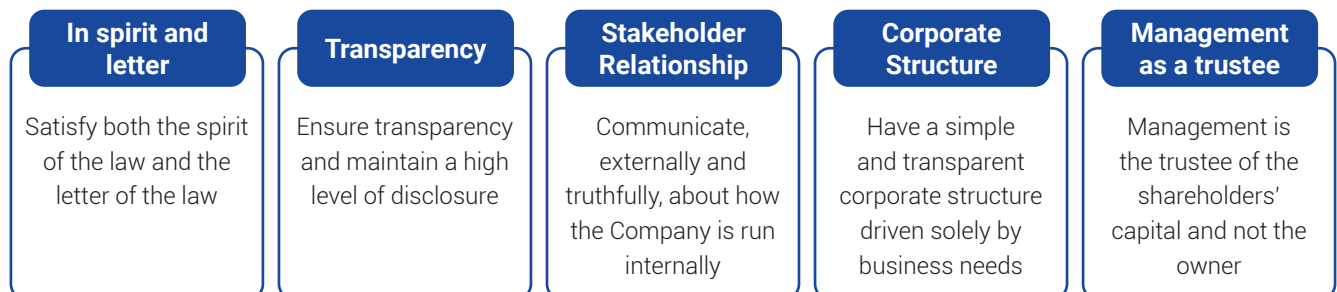 In spirit and
letter
Satisfy both the spirit
of the law and the
letter of the law
Transparency
Ensure transparency
and maintain a high
level of disclosure
Stakeholder
Relationship
Communicate,
externally and
truthfully, about how
the Company is run
internally
Corporate
Structure
Have a simple
and transparent
corporate structure
driven solely by
business needs
Management
as a trustee
Management is
the trustee of the
shareholders'
capital and not the
owner